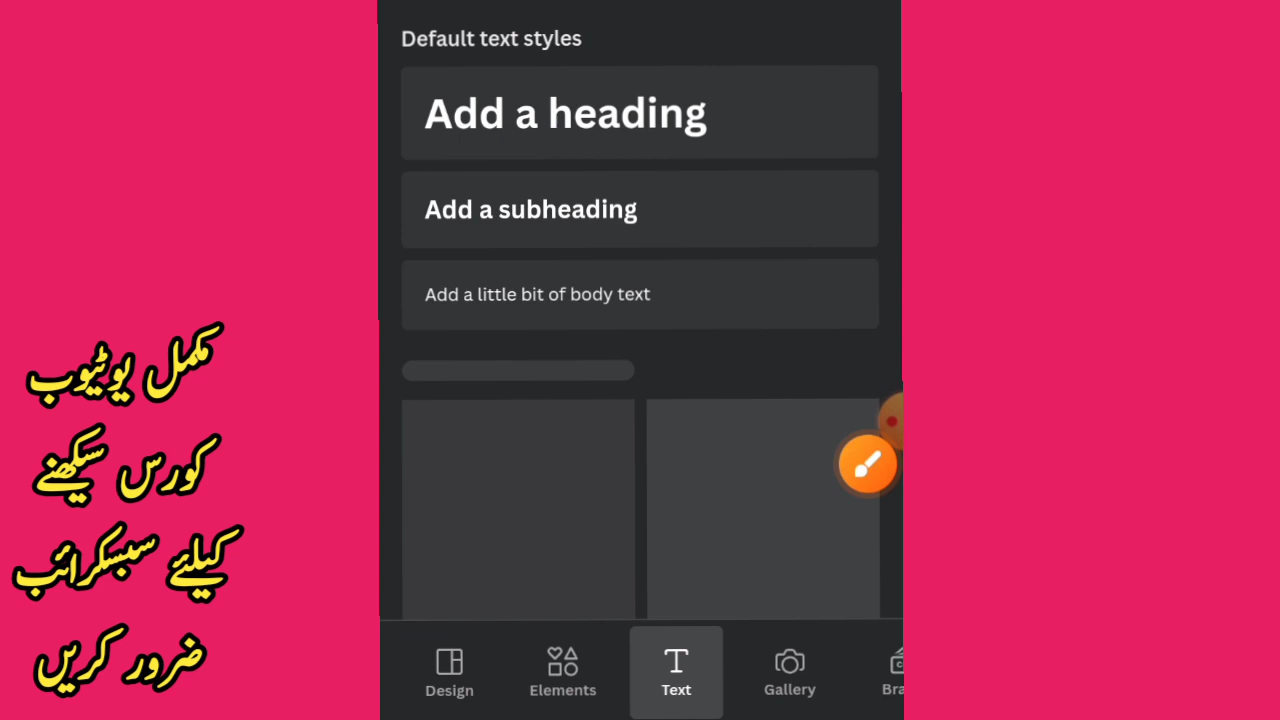 Default text styles
Add a heading
Add a subheading
Add a little bit of body text
مکمل یوٹیوب
کورس سیکھنے
کیلئے سبسکرائب
ضرور کریں
Design
Elements
Text
Gallery
Bra